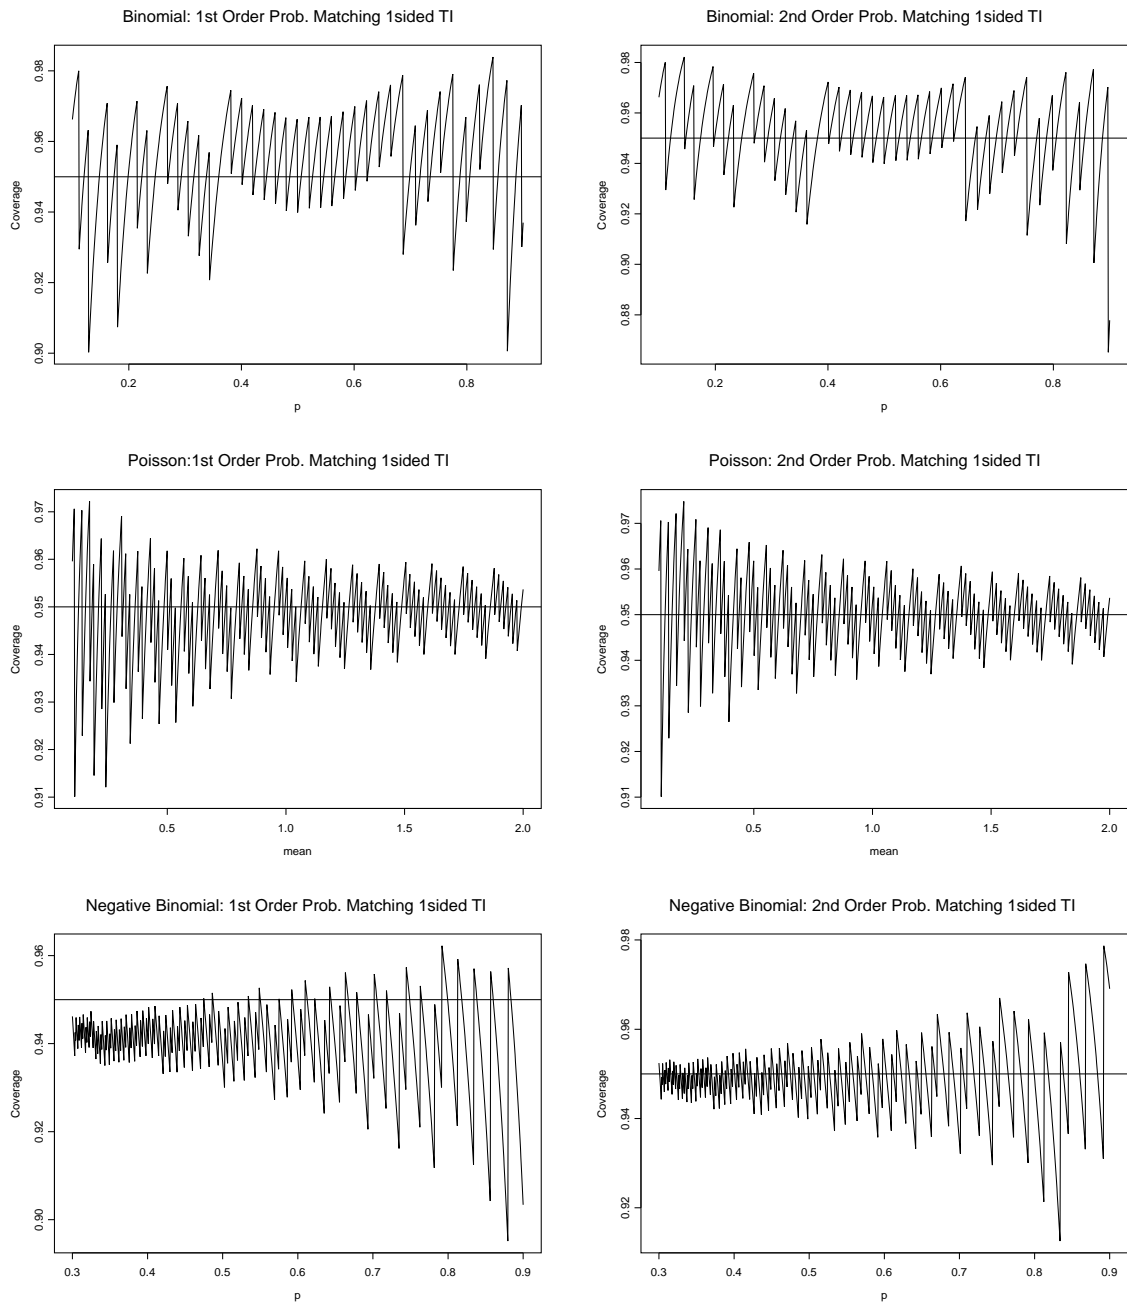 Binomial: 1st Order Prob. Matching 1sided TI
Coverage
0.90 0.92 0.94 0.96 0.98
0.2 0.4 0.6 0.8
p
Binomial: 2nd Order Prob. Matching 1sided TI
Coverage
0.88 0.90 0.92 0.94 0.96 0.98
0.2 0.4 0.6 0.8
p
Poisson:1st Order Prob. Matching 1sided TI
Coverage
0.91 0.92 0.93 0.94 0.95 0.96 0.97
0.5 1.0 1.5 2.0
mean
Poisson: 2nd Order Prob. Matching 1sided TI
Coverage
0.91 0.92 0.93 0.94 0.95 0.96 0.97
0.5 1.0 1.5 2.0
mean
Negative Binomial: 1st Order Prob. Matching 1sided TI
Coverage
0.90 0.92 0.94 0.96
0.3 0.4 0.5 0.6 0.7 0.8 0.9
p
Negative Binomial: 2nd Order Prob. Matching 1sided TI
Coverage
0.92 0.94 0.96 0.98
0.3 0.4 0.5 0.6 0.7 0.8 0.9
p